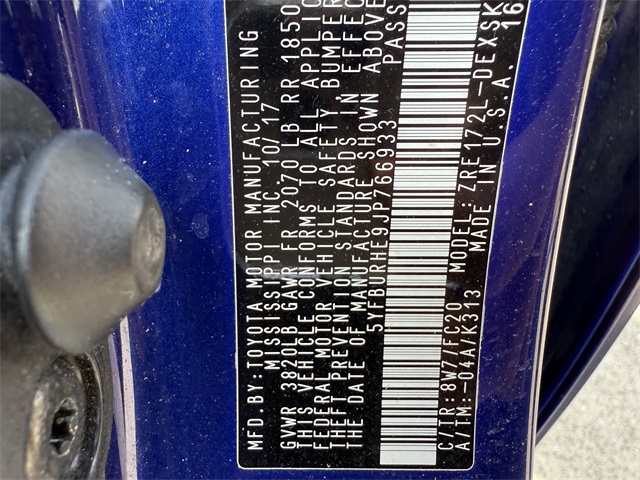 MFD.BY:TOYOTA MOTOR MANUFACTURING
MISSISSIPPI INC. 10/17
GVWR 3820LB GAWR FR 2070 LB RR 1850
THIS VEHICLE CONFORMS TO ALL APPLIC
FEDERAL MOTOR VEHICLE SAFETY BUMPER
THEFT PREVENTION STANDARDS IN EFFEC
THE DATE OF MANUFACTURE SHOWN ABOVE
5YFBURHE9JP766933 PASS
C/TR:8W7/FC20 MODEL:ZRE172L-DEXSK
A/TM:-04A/K313 U.S.A. 16